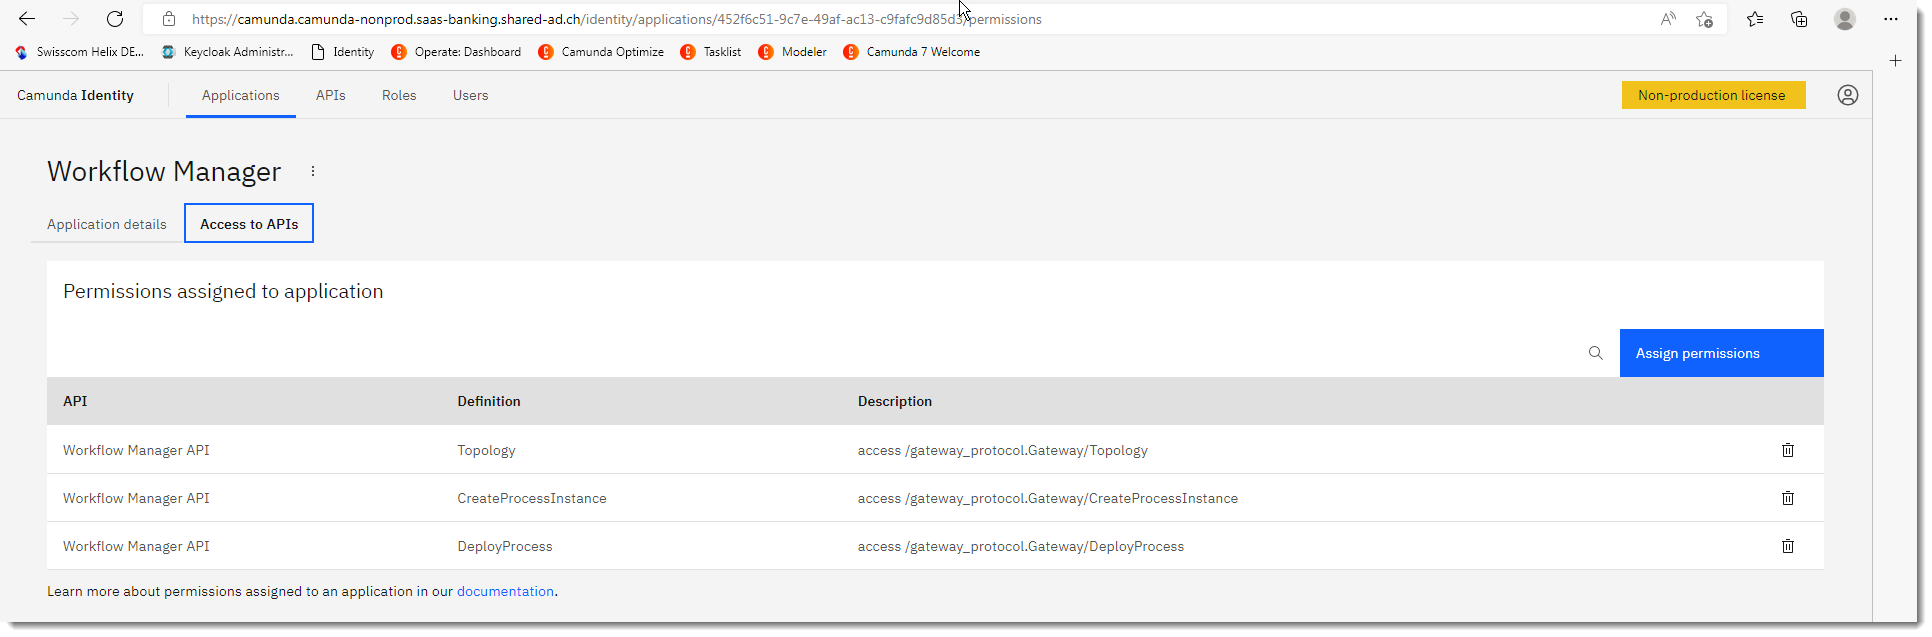 https://camunda.camunda-nonprod.saas-banking.shared-ad.ch/identity/applications/452f6c51-9c7e-49af-ac13-c9fafc9d85d3/permissions
Swisscom Helix DE... Keycloak Administr... Identity Operate: Dashboard Camunda Optimize Tasklist Modeler Camunda 7 Welcome
Camunda Identity Applications APIs Roles Users Non-production license
Workflow Manager
Application details Access to APIs
Permissions assigned to application
Assign permissions
API Definition Description
Workflow Manager API Topology access /gateway_protocol.Gateway/Topology
Workflow Manager API CreateProcessInstance access /gateway_protocol.Gateway/CreateProcessInstance
Workflow Manager API DeployProcess access /gateway_protocol.Gateway/DeployProcess
Learn more about permissions assigned to an application in our documentation.